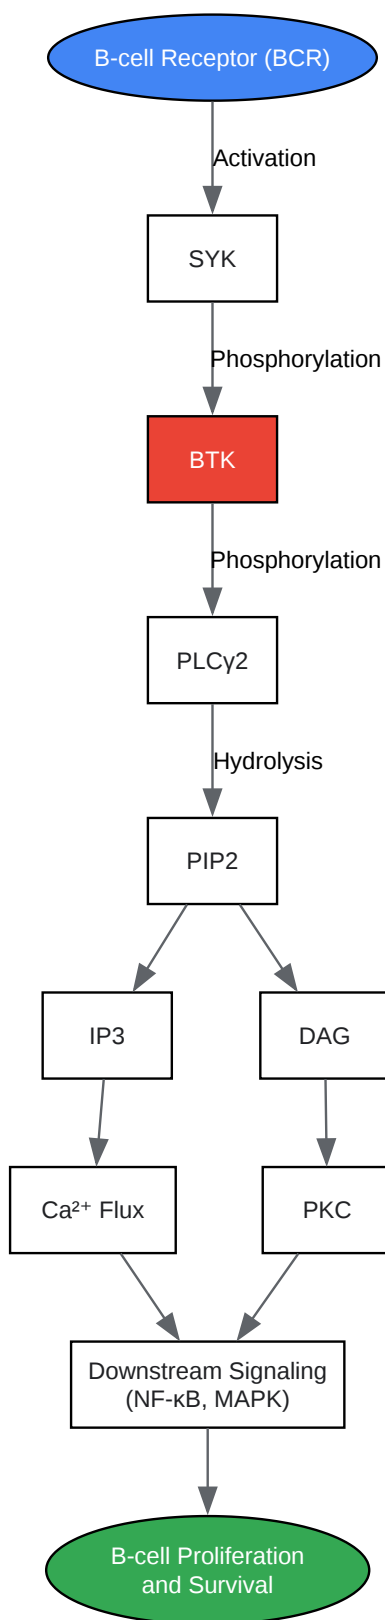 B-cell Receptor (BCR)
Activation
SYK
Phosphorylation
BTK
Phosphorylation
PLCγ2
Hydrolysis
PIP2
IP3
DAG
Ca²⁺ Flux
PKC
Downstream Signaling
(NF-κB, MAPK)
B-cell Proliferation
and Survival